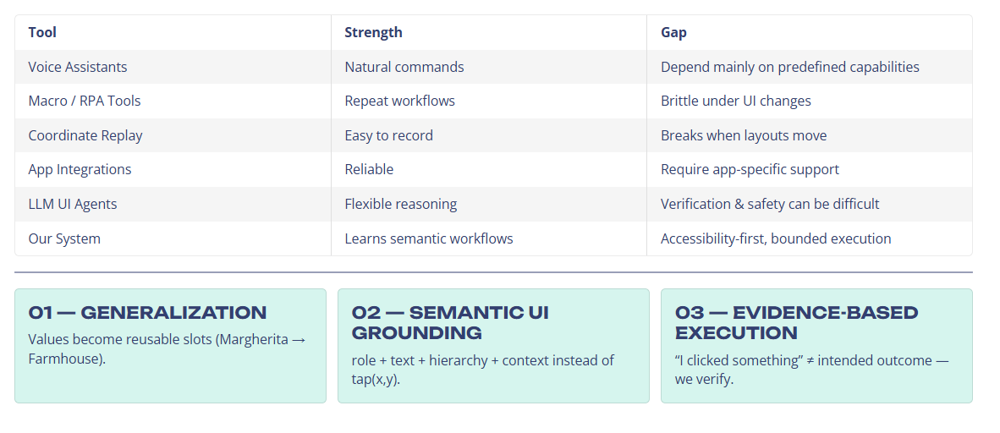 Tool Strength Gap
Voice Assistants Natural commands Depend mainly on predefined capabilities
Macro / RPA Tools Repeat workflows Brittle under UI changes
Coordinate Replay Easy to record Breaks when layouts move
App Integrations Reliable Require app-specific support
LLM UI Agents Flexible reasoning Verification & safety can be difficult
Our System Learns semantic workflows Accessibility-first, bounded execution
01 — GENERALIZATION
Values become reusable slots (Margherita →
Farmhouse).
02 — SEMANTIC UI
GROUNDING
role + text + hierarchy + context instead of
tap(x,y).
03 — EVIDENCE-BASED
EXECUTION
“I clicked something” ≠ intended outcome —
we verify.